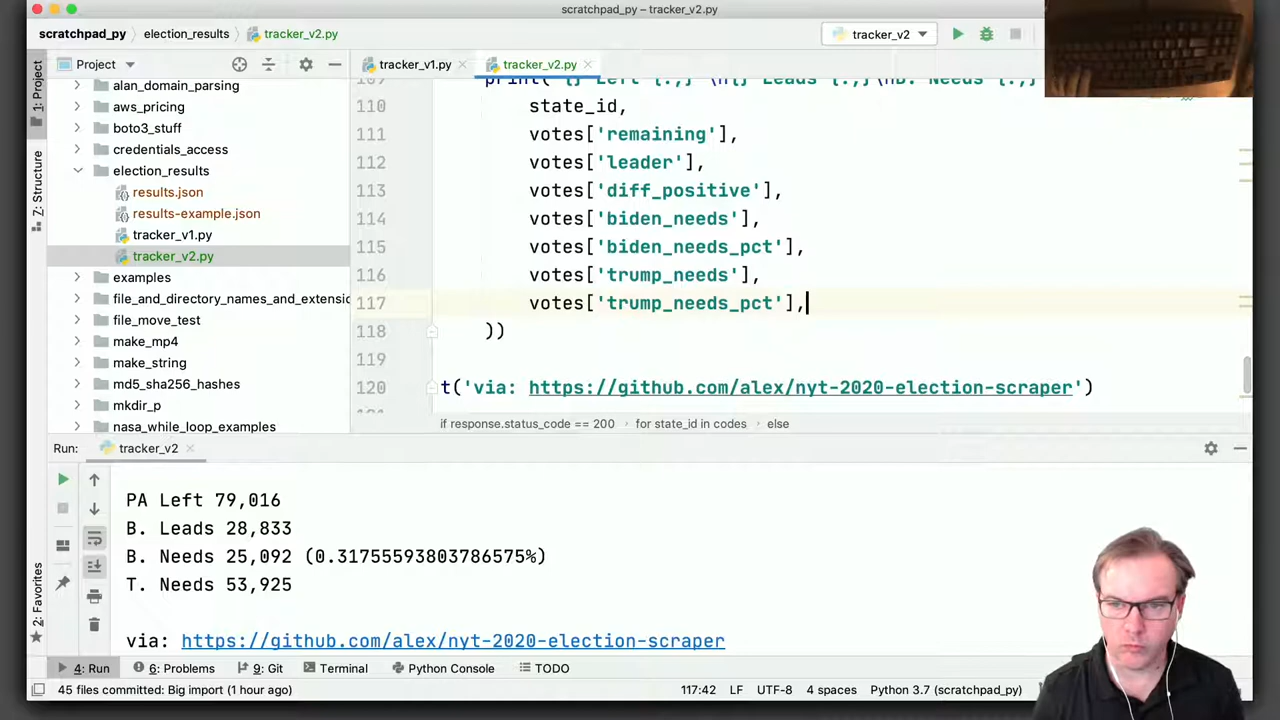 scratchpad_py – tracker_v2.py
scratchpad_py election_results tracker_v2.py
tracker_v2
1: Project
Project
tracker_v1.py
tracker_v2.py
alan_domain_parsing
aws_pricing
boto3_stuff
credentials_access
election_results
results.json
results-example.json
tracker_v1.py
tracker_v2.py
examples
file_and_directory_names_and_extensic
file_move_test
make_mp4
make_string
md5_sha256_hashes
mkdir_p
nasa_while_loop_examples
Z: Structure
110 state_id,
111 votes['remaining'],
112 votes['leader'],
113 votes['diff_positive'],
114 votes['biden_needs'],
115 votes['biden_needs_pct'],
116 votes['trump_needs'],
117 votes['trump_needs_pct'],
118 ))
119
120 t('via: https://github.com/alex/nyt-2020-election-scraper')
if response.status_code == 200 for state_id in codes else
Run: tracker_v2
PA Left 79,016
B. Leads 28,833
B. Needs 25,092 (0.31755593803786575%)
T. Needs 53,925
via: https://github.com/alex/nyt-2020-election-scraper
2: Favorites
4: Run 6: Problems 9: Git Terminal Python Console TODO
45 files committed: Big import (1 hour ago) 117:42 LF UTF-8 4 spaces Python 3.7 (scratchpad_py)